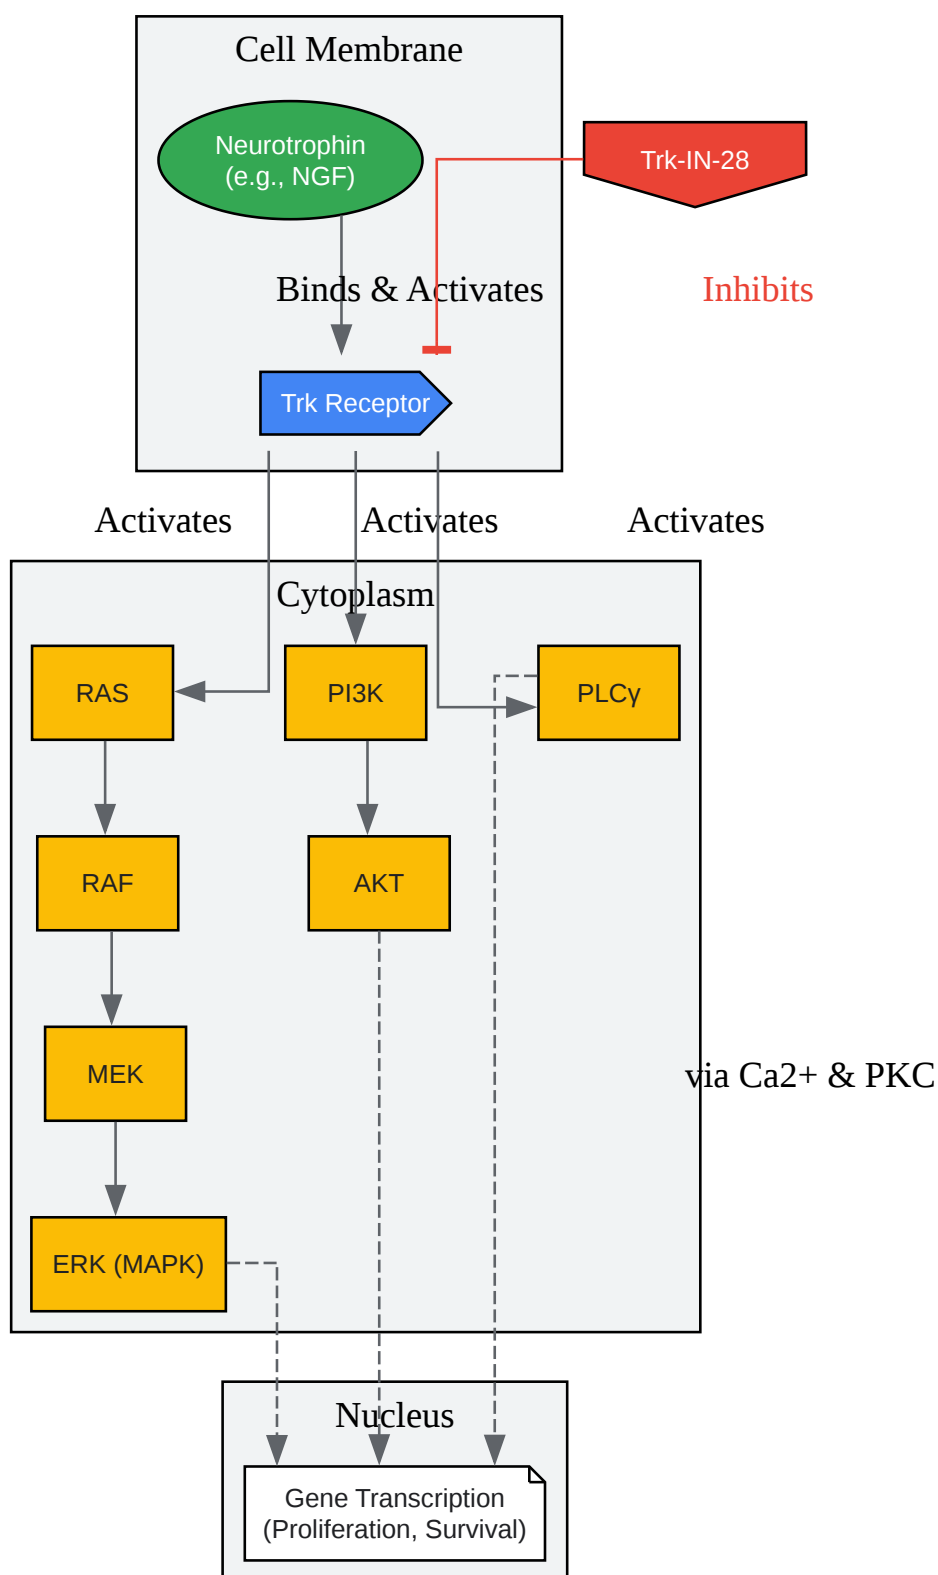 Cell Membrane
Neurotrophin
(e.g., NGF)
Trk-IN-28
Binds & Activates
Inhibits
Trk Receptor
Activates
Activates
Activates
Cytoplasm
RAS
PI3K
PLCγ
RAF
AKT
MEK
via Ca2+ & PKC
ERK (MAPK)
Nucleus
Gene Transcription
(Proliferation, Survival)